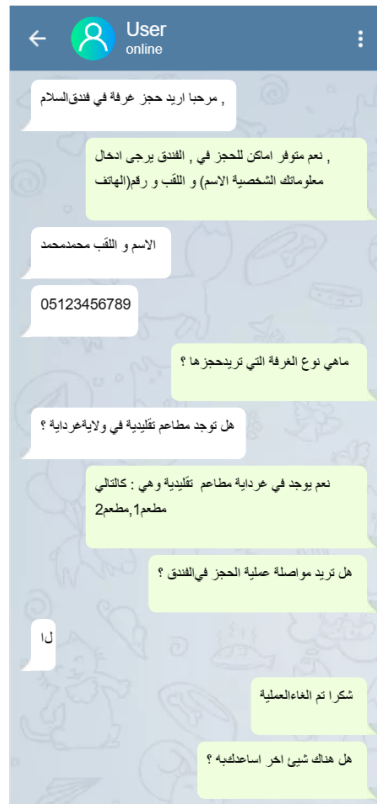 User
online
, مرحبا اريد حجز غرفة في فندق السلام
, نعم متوفر اماكن للحجز في , الفندق يرجى ادخال
معلوماتك الشخصية الاسم) و اللقب و رقم(الهاتف
الاسم و اللقب محمدمحمد
05123456789
ماهي نوع الغرفة التي تريدحجزها ؟
هل توجد مطاعم تقليدية في ولايةغرداية ؟
نعم يوجد في غرداية مطاعم تقليدية وهي : كالتالي
مطعم1,مطعم2
هل تريد مواصلة عملية الحجز فيالفندق ؟
لا
شكرا تم الغاءالعملية
هل هناك شيئ اخر اساعدكبه ؟